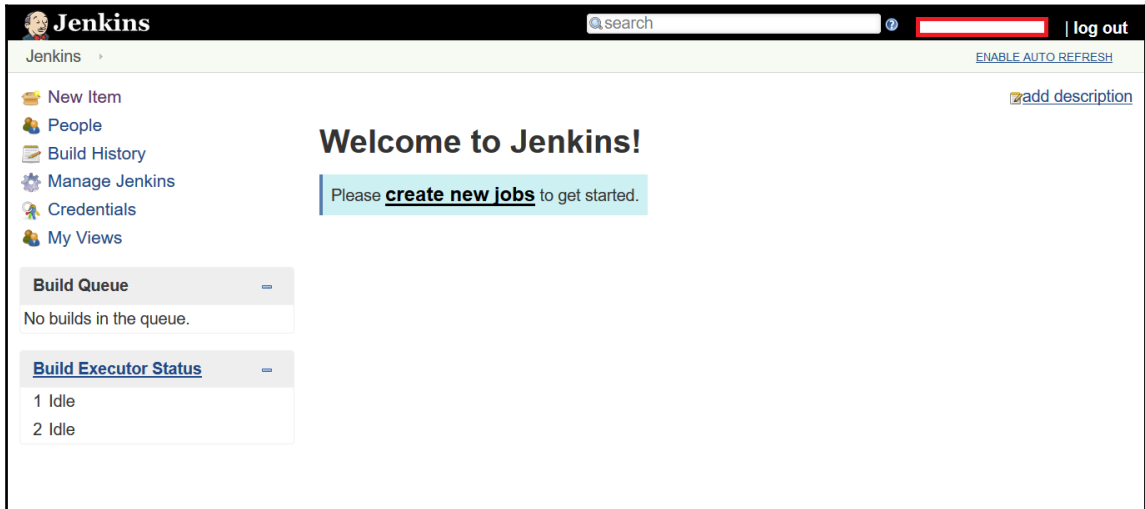 Jenkins
search
| log out
Jenkins
ENABLE AUTO REFRESH
New Item
People
Build History
Manage Jenkins
Credentials
My Views
Build Queue
No builds in the queue.
Build Executor Status
1 Idle
2 Idle
add description
Welcome to Jenkins!
Please create new jobs to get started.